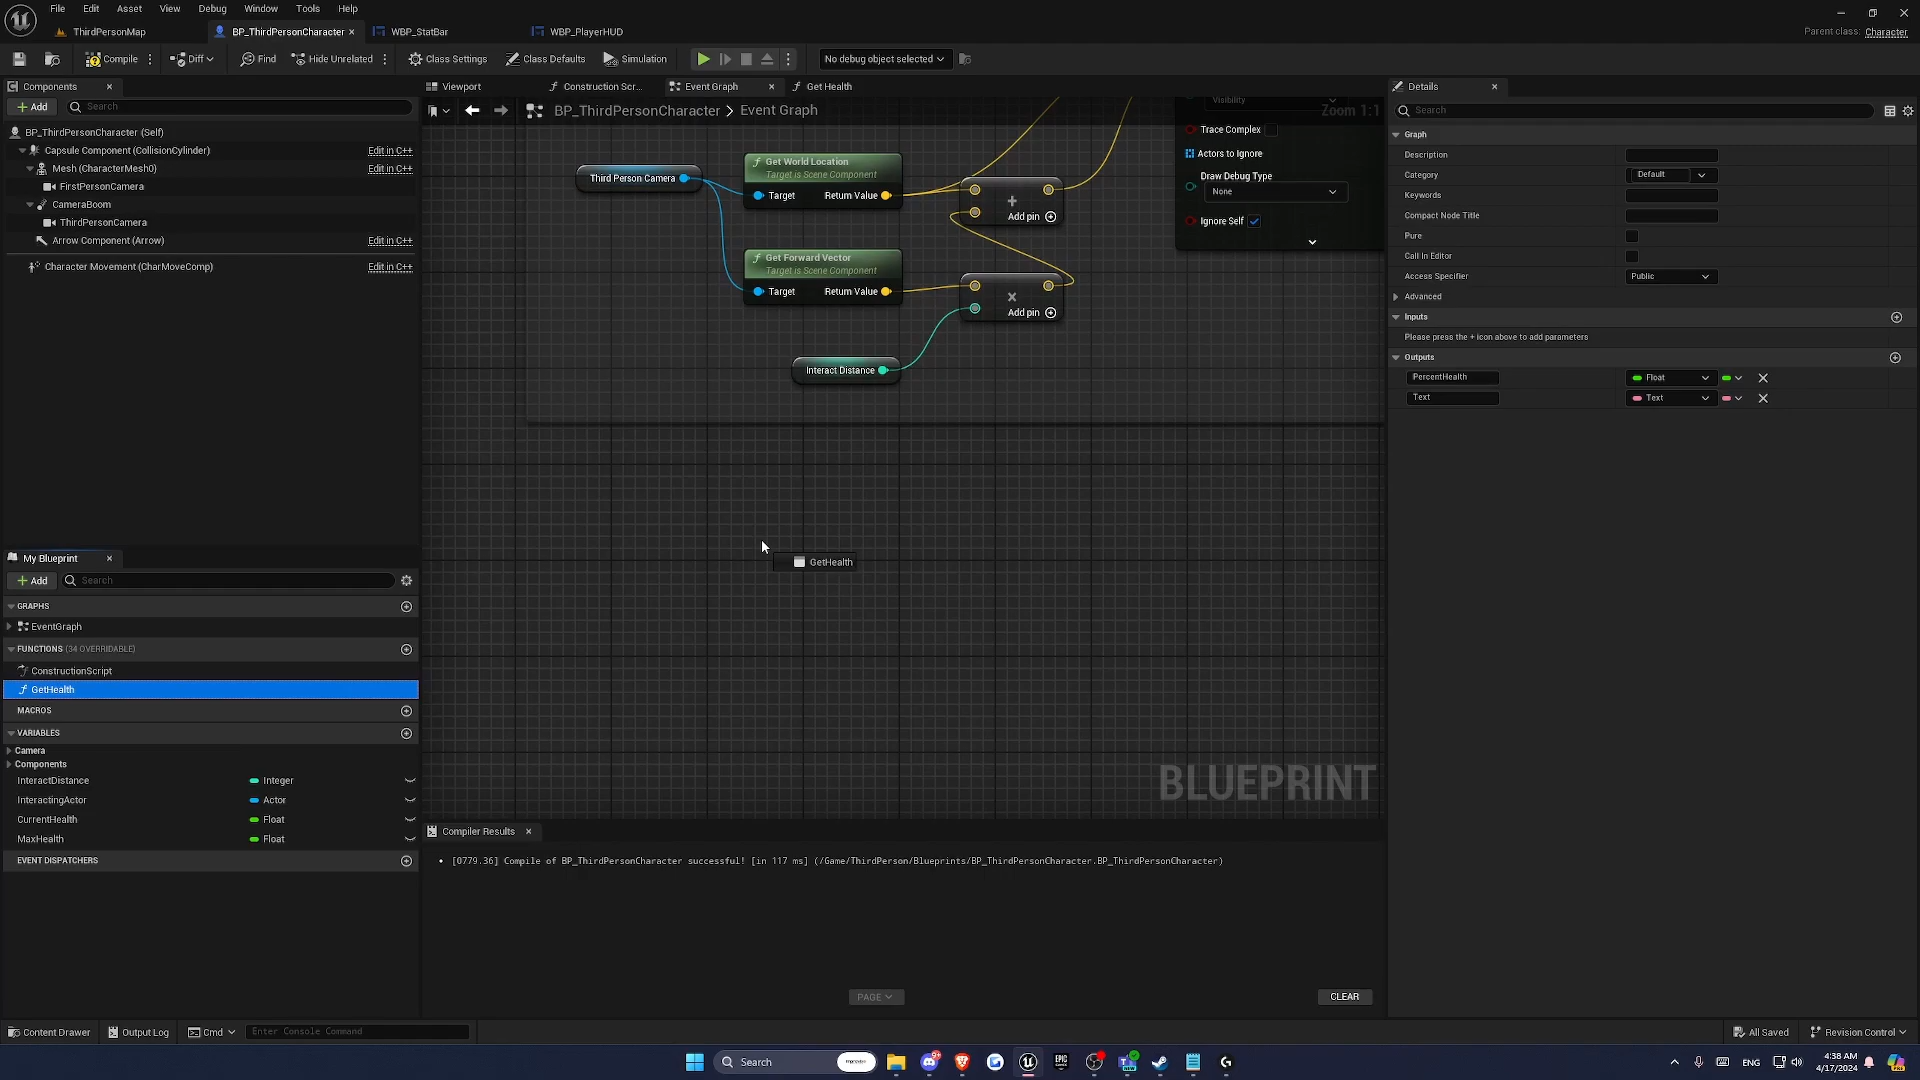 File Edit Asset View Debug Window Tools Help
ThirdPersonMap BP_ThirdPersonCharacter WBP_StatBar WBP_PlayerHUD
Parent class: Character
Compile Diff Find Hide Unrelated Class Settings Class Defaults Simulation No debug object selected
Components
Add Search
BP_ThirdPersonCharacter (Self)
Capsule Component (CollisionCylinder) Edit in C++
Mesh (CharacterMesh0) Edit in C++
FirstPersonCamera
CameraBoom
ThirdPersonCamera
Arrow Component (Arrow) Edit in C++
Character Movement (CharMoveComp) Edit in C++
My Blueprint
Add Search
GRAPHS
EventGraph
FUNCTIONS (34 OVERRIDABLE)
ConstructionScript
GetHealth
MACROS
VARIABLES
Camera
Components
InteractDistance Integer
InteractingActor Actor
CurrentHealth Float
MaxHealth Float
EVENT DISPATCHERS
Viewport Construction Scr... Event Graph Get Health
BP_ThirdPersonCharacter > Event Graph
Zoom 1:1
Third Person Camera
Get World Location
Target is Scene Component
Target Return Value
Add pin
Get Forward Vector
Target is Scene Component
Target Return Value
Add pin
Interact Distance
Visibility
Trace Complex
Actors to Ignore
Draw Debug Type
None
Ignore Self
GetHealth
BLUEPRINT
Compiler Results
[0779.36] Compile of BP_ThirdPersonCharacter successful! [in 117 ms] (/Game/ThirdPerson/Blueprints/BP_ThirdPersonCharacter.BP_ThirdPersonCharacter)
PAGE CLEAR
Details
Search
Graph
Description
Category Default
Keywords
Compact Node Title
Pure
Call In Editor
Access Specifier Public
Advanced
Inputs
Please press the + icon above to add parameters
Outputs
PercentHealth Float
Text Text
Content Drawer Output Log Cmd Enter Console Command All Saved Revision Control
Search ENG 4:38 AM
4/17/2024